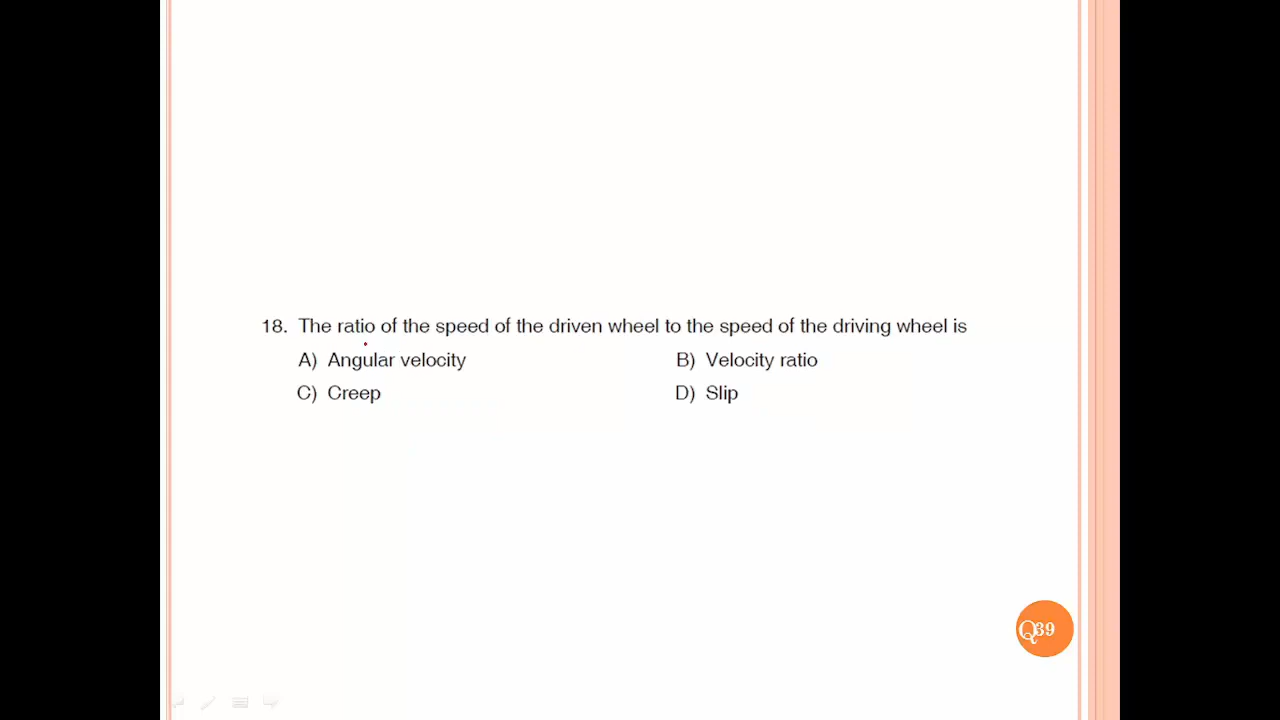 18. The ratio of the speed of the driven wheel to the speed of the driving wheel is
A) Angular velocity B) Velocity ratio
C) Creep D) Slip
Q39